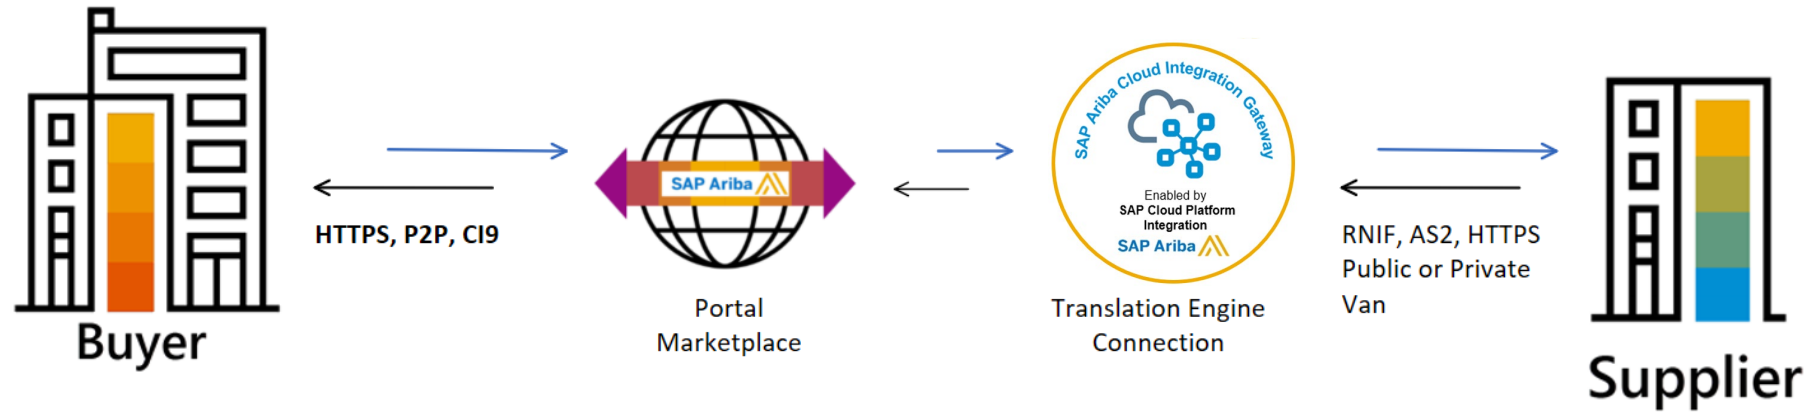 Buyer
HTTPS, P2P, CI9
SAP Ariba
Portal
Marketplace
SAP Ariba Cloud Integration Gateway
Enabled by
SAP Cloud Platform
Integration
SAP Ariba
Translation Engine
Connection
RNIF, AS2, HTTPS
Public or Private
Van
Supplier